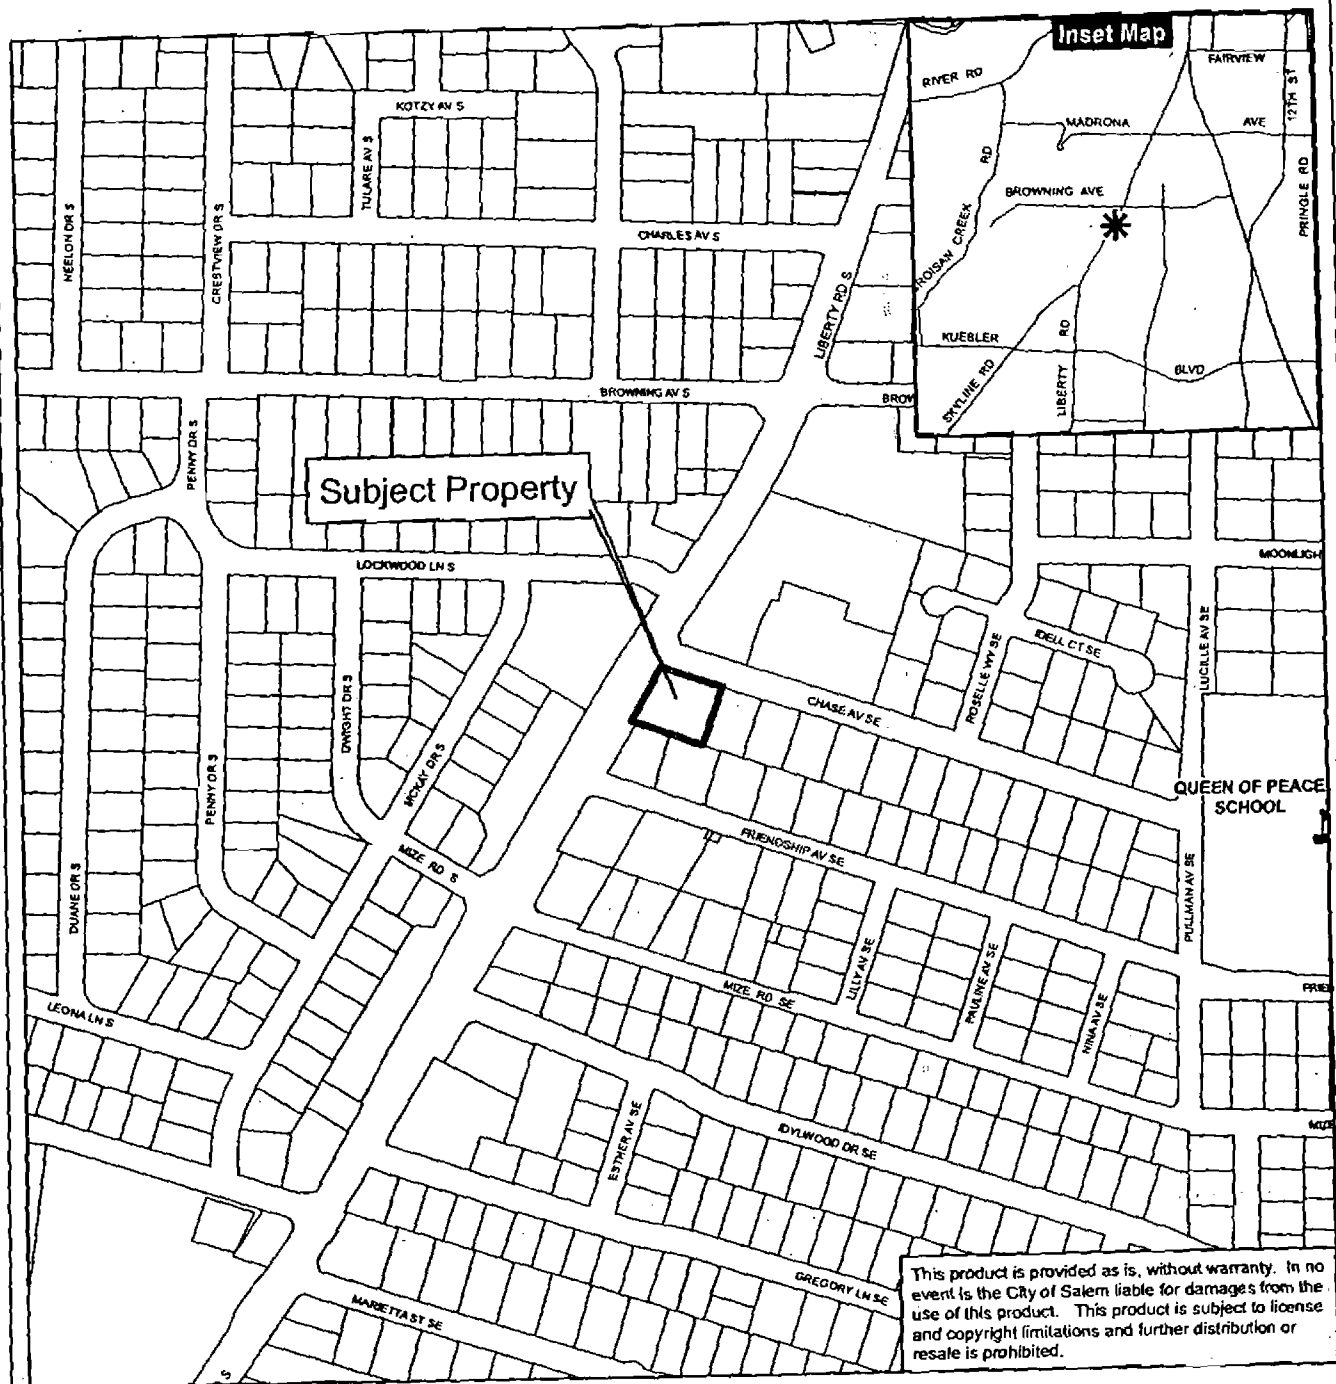 Inset Map
FAIRVIEW
RIVER RD
12TH ST
MADRONA AVE
RD
BROWNING AVE
PRINGLE RD
ROISAN CREEK
KUEBLER
RD
BLVD
SKYLINE RD
LIBERTY
KOTZY AV S
TULARE AV S
NEELON DR S
CRESTVIEW DR S
CHARLES AV S
LIBERTY RD S
BROWNING AV S
BROW
PENNY DR S
Subject Property
LOCKWOOD LN S
MOONLIGH
LUCILLE AV SE
IDELL CT SE
ROSELLE WY SE
DWIGHT DR S
CHASE AV SE
MCKAY DR S
PENNY DR S
QUEEN OF PEACE
SCHOOL
FRIENDSHIP AV SE
MIZE RD S
DUANE DR S
PULLMAN AV SE
LILLY AV SE
PAULINE AV SE
NINA AV SE
MIZE RD SE
FRIE
LEONA LN S
ESTHER AV SE
IDYLWOOD DR SE
MIZE
GREGORY LN SE
MARIETTA ST SE
S
This product is provided as is, without warranty. In no
event is the City of Salem liable for damages from the
use of this product. This product is subject to license
and copyright limitations and further distribution or
resale is prohibited.